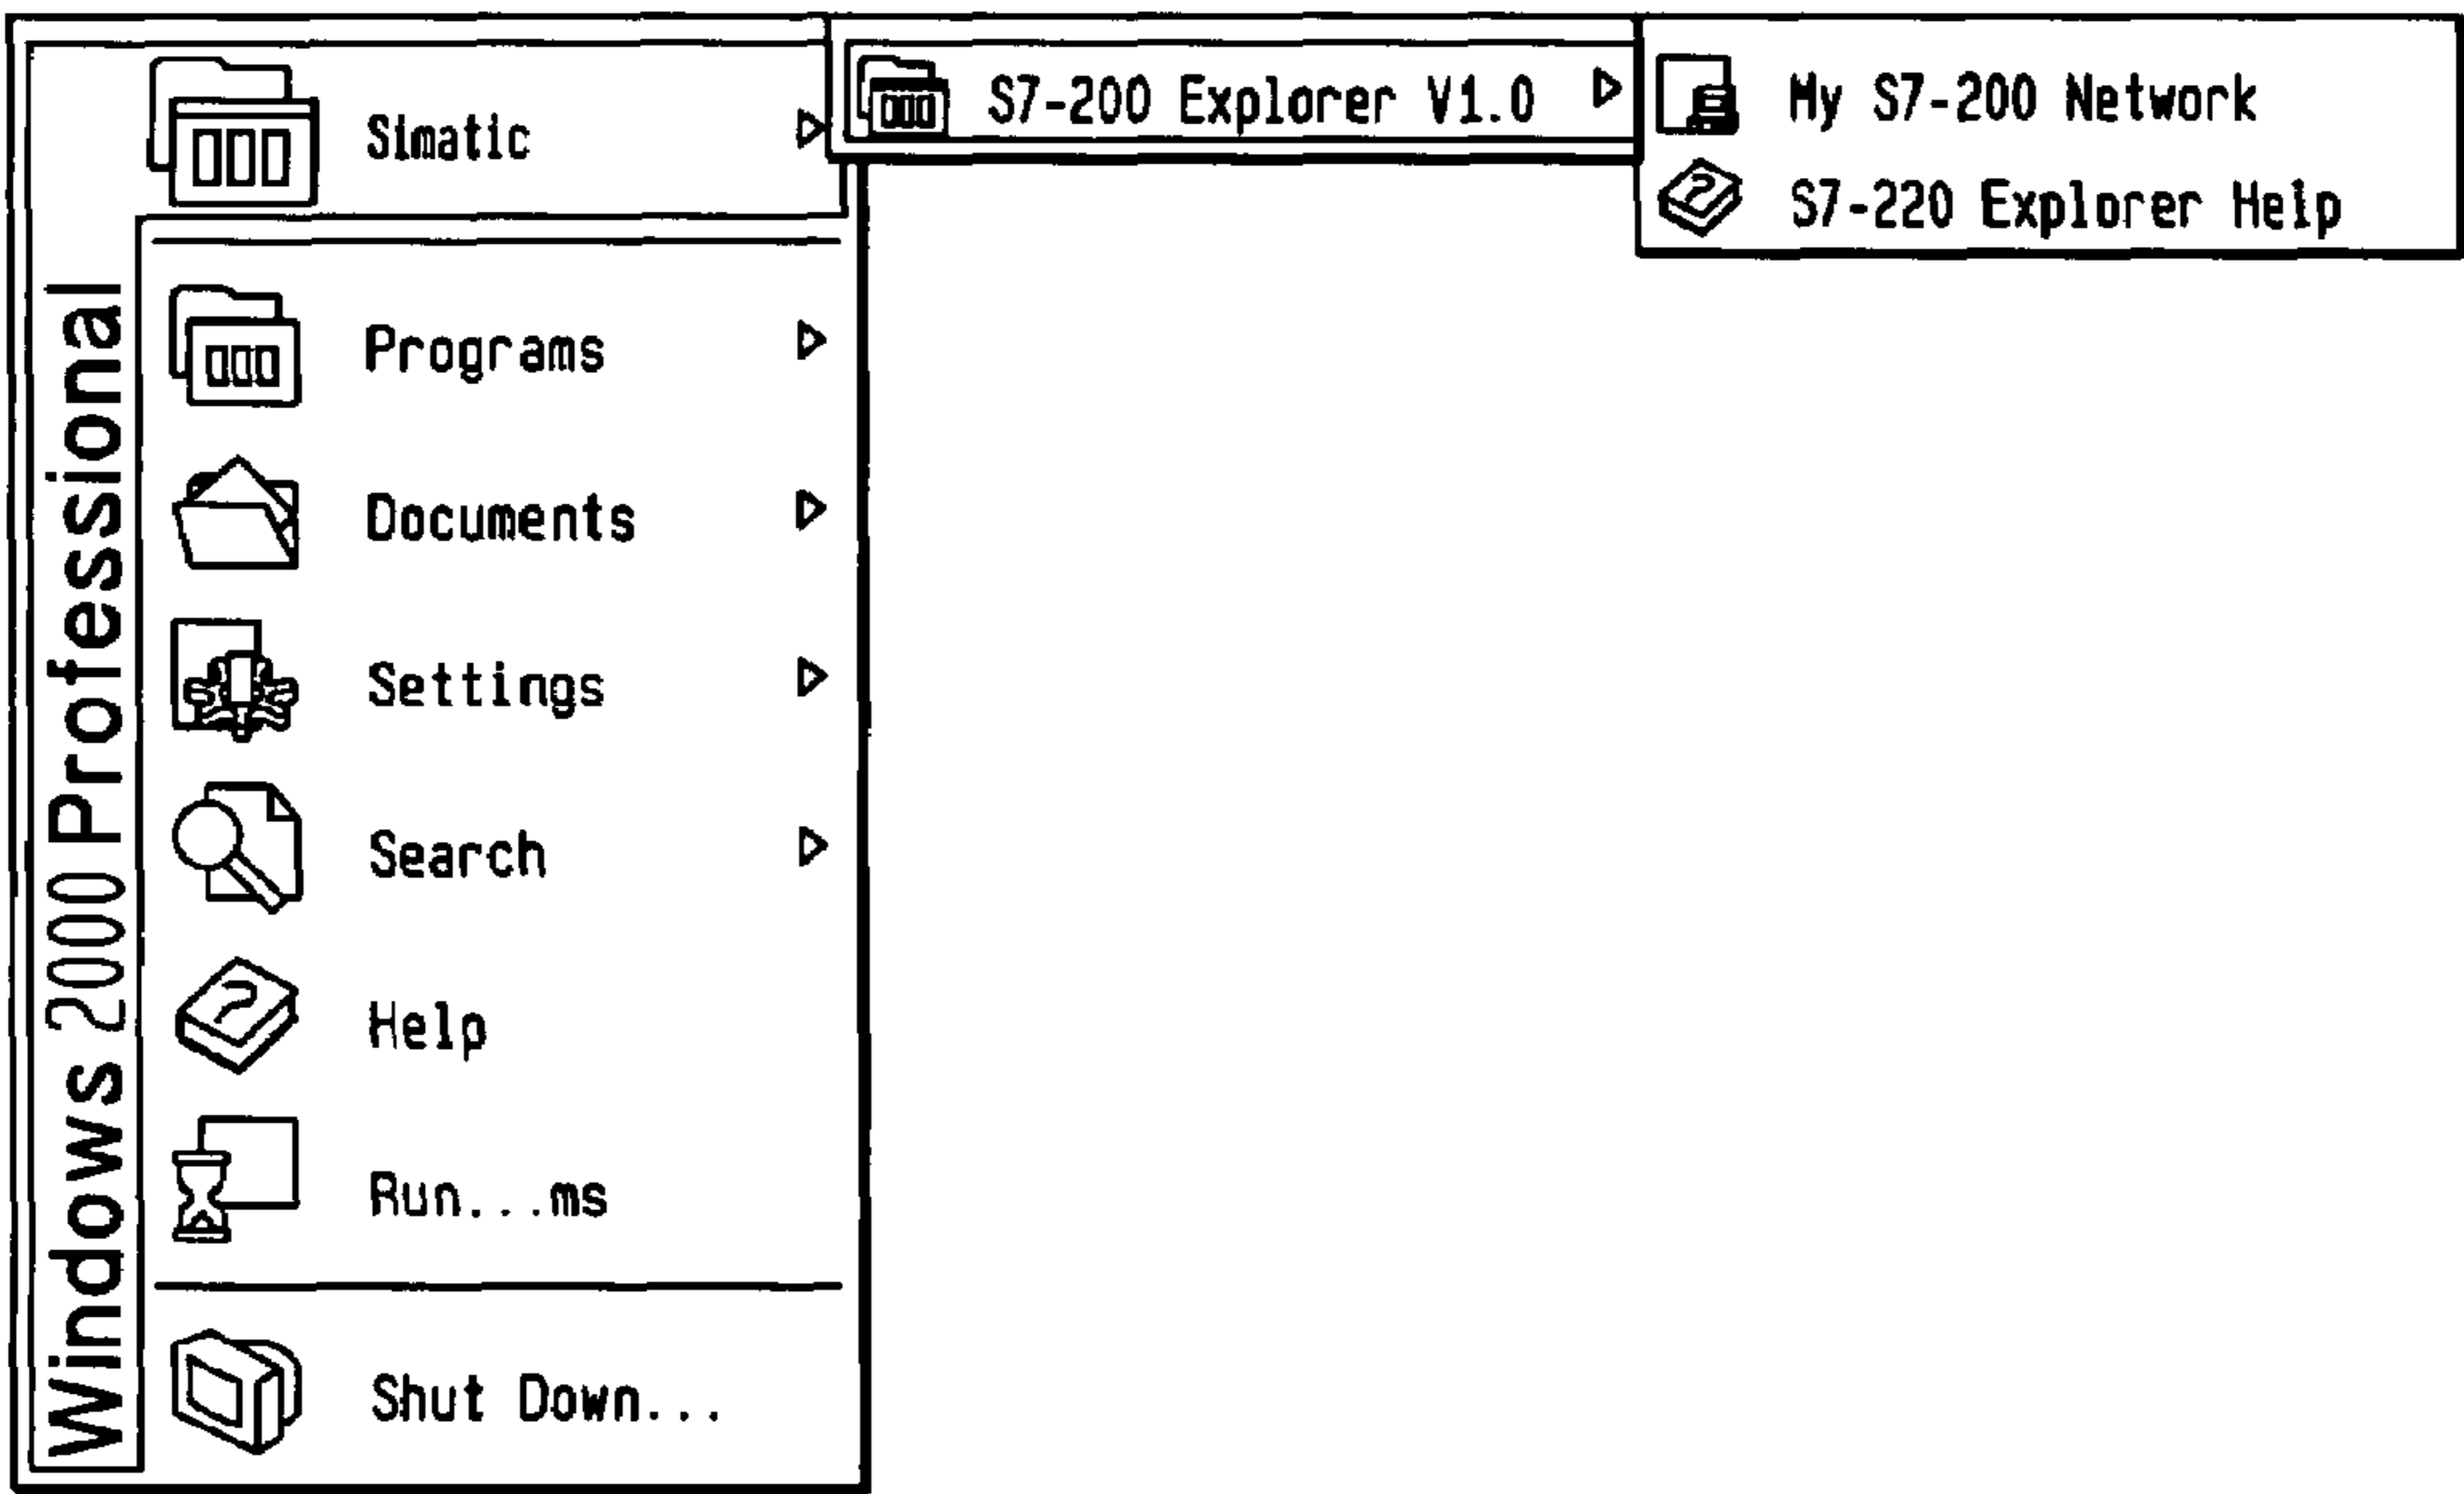 Simatic
S7-200 Explorer V1.0
My S7-200 Network
S7-220 Explorer Help
Programs
Documents
Settings
Search
Help
Run...ms
Shut Down...
Windows 2000 Professional